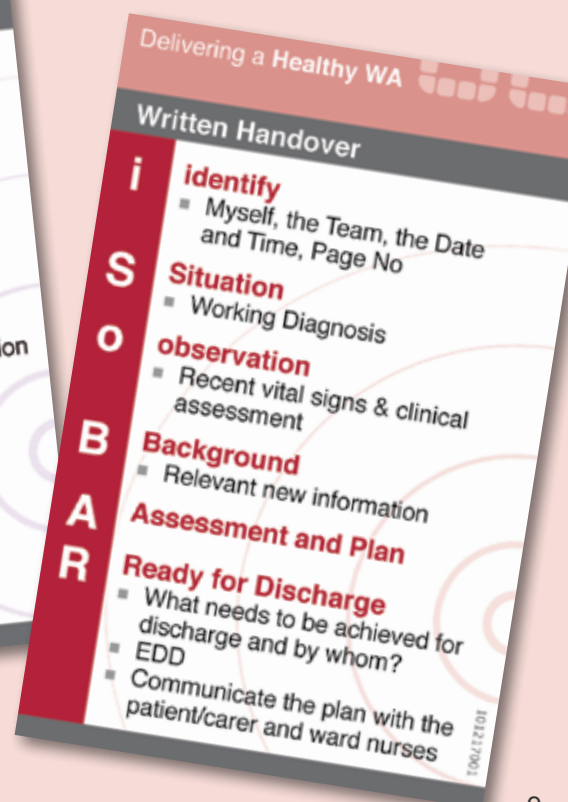 Delivering a Healthy WA
Written Handover
i
identify
Myself, the Team, the Date
and Time, Page No
S
Situation
Working Diagnosis
o
observation
Recent vital signs & clinical
assessment
B
Background
Relevant new information
A
Assessment and Plan
R
Ready for Discharge
What needs to be achieved for
discharge and by whom?
EDD
Communicate the plan with the
patient/carer and ward nurses
101217001
ion